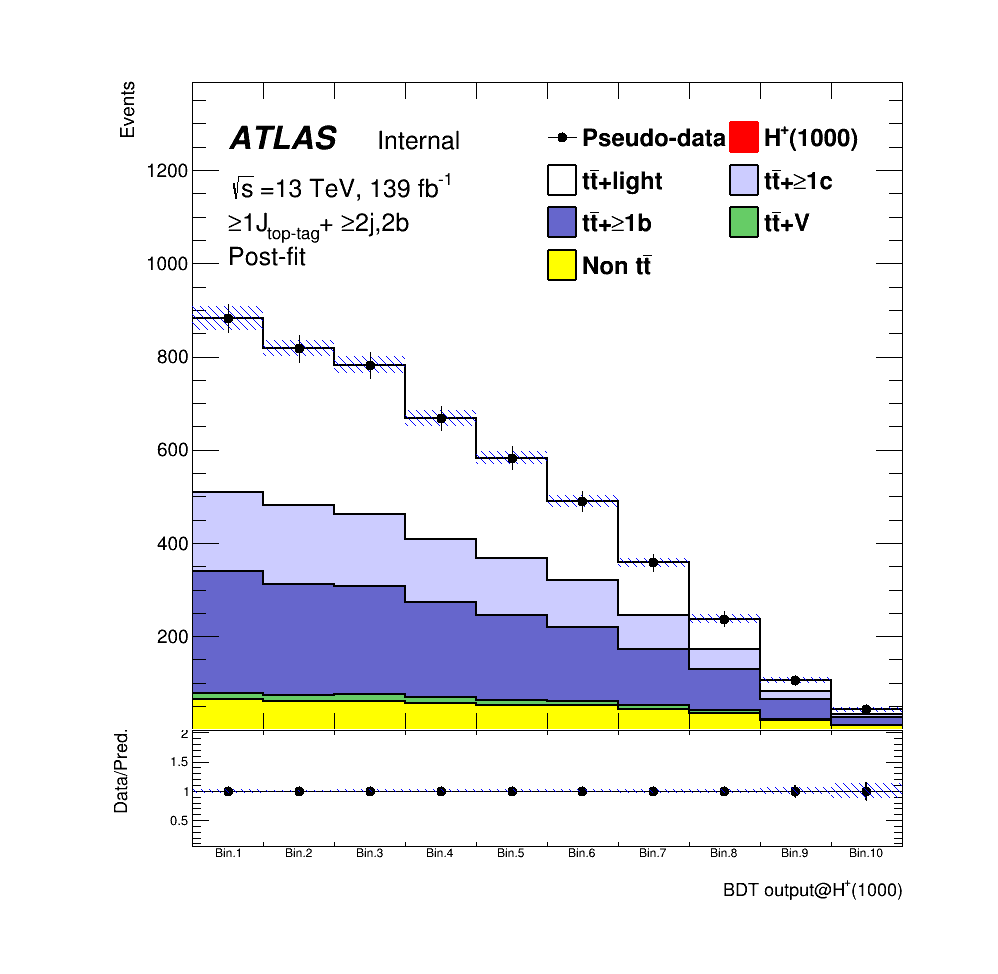 Events
ATLAS Internal
√s =13 TeV, 139 fb⁻¹
≥1J_top-tag+ ≥2j,2b
Post-fit
Pseudo-data H⁺(1000)
tt̄+light tt̄+≥1c
tt̄+≥1b tt̄+V
Non tt̄
1200
1000
800
600
400
200
Data/Pred.
2
1.5
1
0.5
Bin.1 Bin.2 Bin.3 Bin.4 Bin.5 Bin.6 Bin.7 Bin.8 Bin.9 Bin.10
BDT output@H⁺(1000)